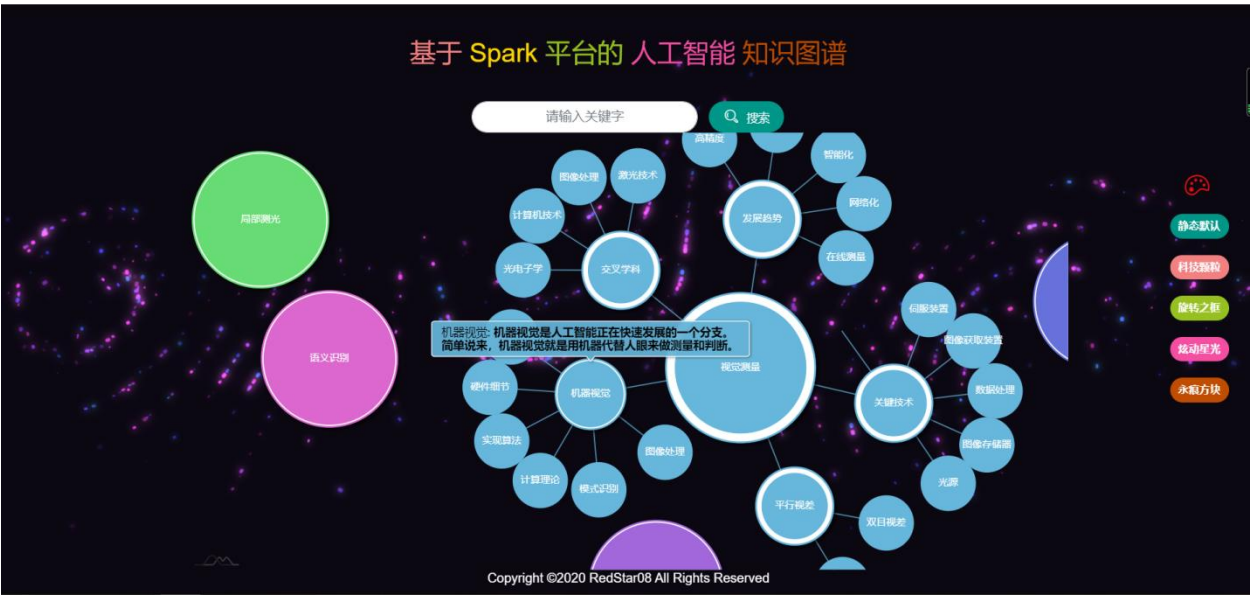 基于 Spark 平台的 人工智能 知识图谱
请输入关键字
搜索
高精度
智能化
图像处理
激光技术
网络化
发展趋势
静态默认
局部测光
计算机技术
在线测量
光电子学
交叉学科
科技颗粒
伺服装置
旋转之框
机器视觉: 机器视觉是人工智能正在快速发展的一个分支。
简单说来，机器视觉就是用机器代替人眼来做测量和判断。
图像获取装置
炫动星光
语义识别
视觉测量
硬件细节
机器视觉
数据处理
永痕方块
关键技术
实现算法
图像处理
图像存储器
计算理论
模式识别
光源
平行视差
双目视差
Copyright ©2020 RedStar08 All Rights Reserved